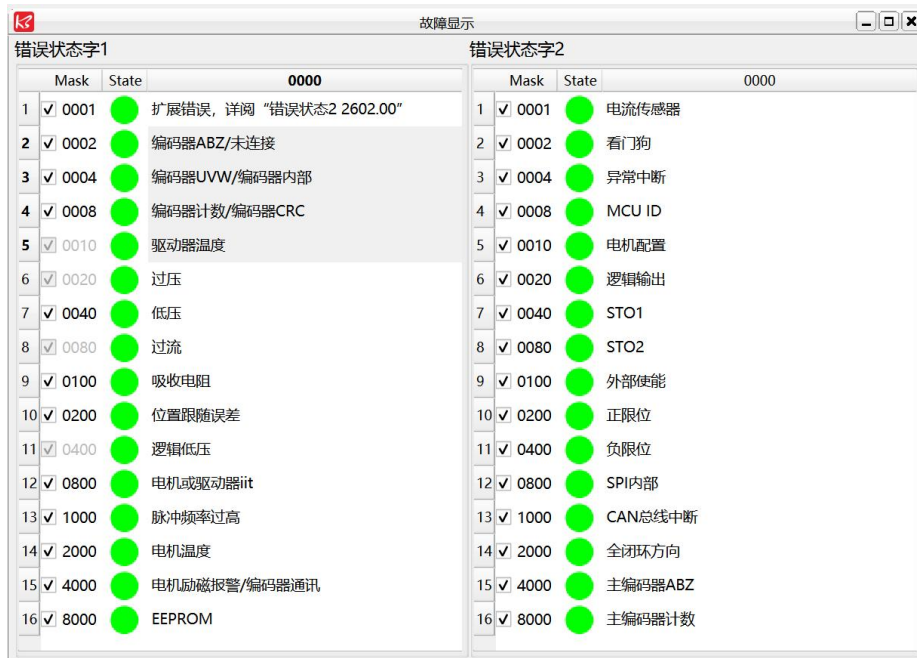 故障显示
错误状态字1
Mask State 0000
1 0001 扩展错误，详阅“错误状态2 2602.00”
2 0002 编码器ABZ/未连接
3 0004 编码器UVW/编码器内部
4 0008 编码器计数/编码器CRC
5 0010 驱动器温度
6 0020 过压
7 0040 低压
8 0080 过流
9 0100 吸收电阻
10 0200 位置跟随误差
11 0400 逻辑低压
12 0800 电机或驱动器iit
13 1000 脉冲频率过高
14 2000 电机温度
15 4000 电机励磁报警/编码器通讯
16 8000 EEPROM
错误状态字2
Mask State 0000
1 0001 电流传感器
2 0002 看门狗
3 0004 异常中断
4 0008 MCU ID
5 0010 电机配置
6 0020 逻辑输出
7 0040 STO1
8 0080 STO2
9 0100 外部使能
10 0200 正限位
11 0400 负限位
12 0800 SPI内部
13 1000 CAN总线中断
14 2000 全闭环方向
15 4000 主编码器ABZ
16 8000 主编码器计数